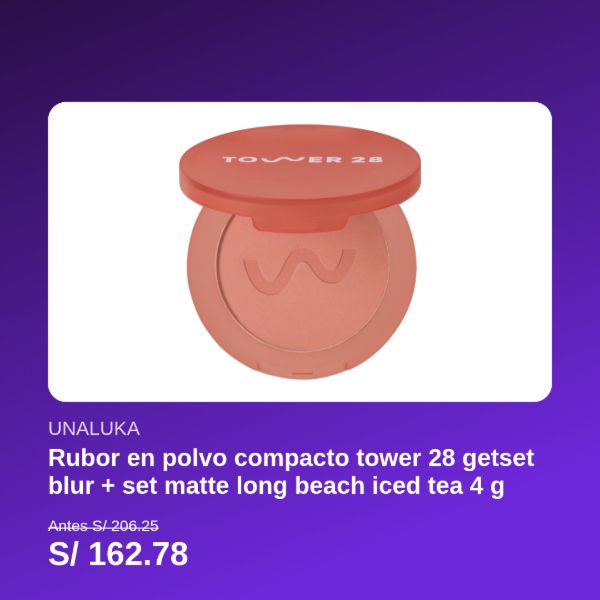 TOWER 28
UNALUKA
Rubor en polvo compacto tower 28 getset
blur + set matte long beach iced tea 4 g
Antes S/ 206.25
S/ 162.78